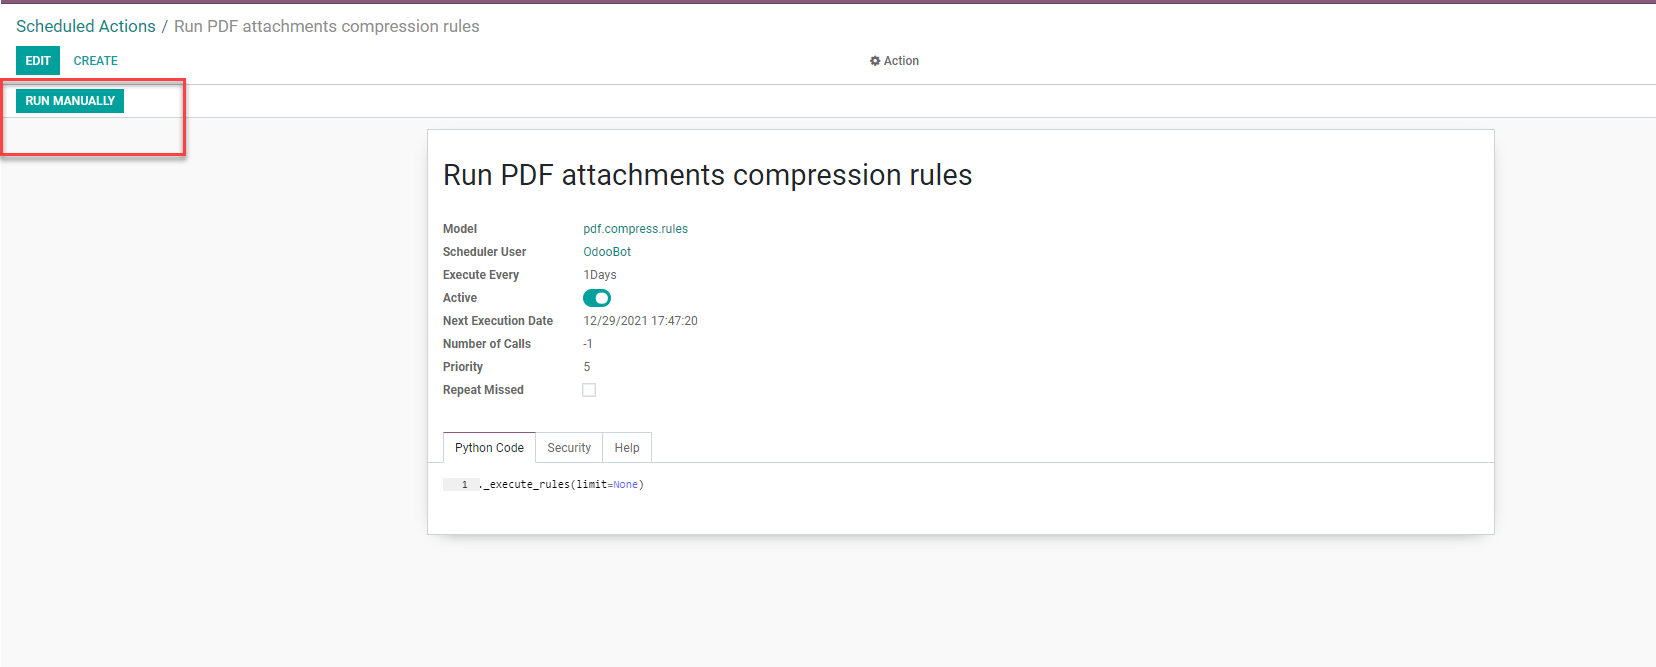 Scheduled Actions / Run PDF attachments compression rules
EDIT CREATE Action
RUN MANUALLY
Run PDF attachments compression rules
Model pdf.compress.rules
Scheduler User OdooBot
Execute Every 1Days
Active
Next Execution Date 12/29/2021 17:47:20
Number of Calls -1
Priority 5
Repeat Missed
Python Code Security Help
1 ._execute_rules(limit=None)